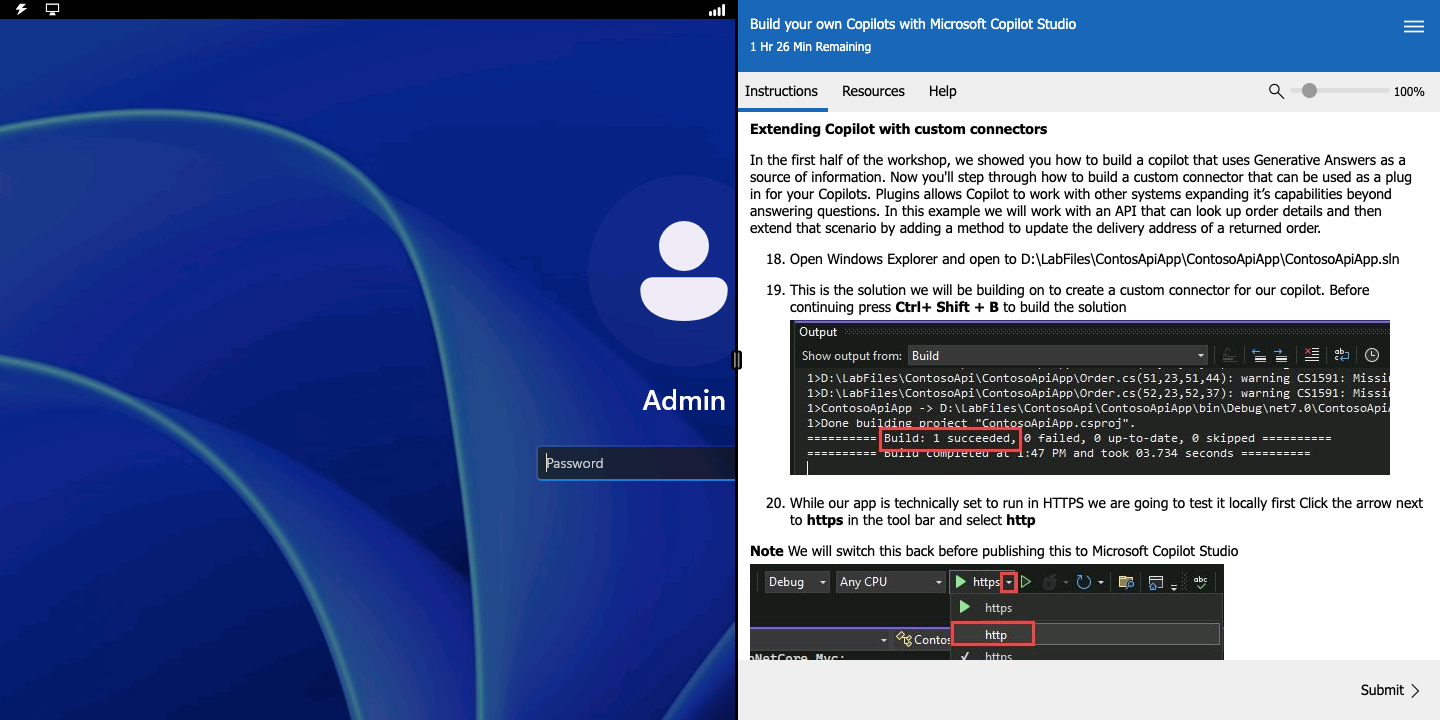 Admin
Password
Build your own Copilots with Microsoft Copilot Studio
1 Hr 26 Min Remaining
Instructions Resources Help 100%
Extending Copilot with custom connectors
In the first half of the workshop, we showed you how to build a copilot that uses Generative Answers as a
source of information. Now you'll step through how to build a custom connector that can be used as a plug
in for your Copilots. Plugins allows Copilot to work with other systems expanding it’s capabilities beyond
answering questions. In this example we will work with an API that can look up order details and then
extend that scenario by adding a method to update the delivery address of a returned order.
18. Open Windows Explorer and open to D:\LabFiles\ContosApiApp\ContosoApiApp\ContosoApiApp.sln
19. This is the solution we will be building on to create a custom connector for our copilot. Before
continuing press Ctrl+ Shift + B to build the solution
Output
Show output from: Build
1>D:\LabFiles\ContosoApi\ContosoApiApp\Order.cs(51,23,51,44): warning CS1591: Missin
1>D:\LabFiles\ContosoApi\ContosoApiApp\Order.cs(52,23,52,37): warning CS1591: Missin
1>ContosoApiApp -> D:\LabFiles\ContosoApi\ContosoApiApp\bin\Debug\net7.0\ContosoApiA
1>Done building project "ContosoApiApp.csproj".
========== Build: 1 succeeded, 0 failed, 0 up-to-date, 0 skipped ==========
========== Build completed at 1:47 PM and took 03.734 seconds ==========
20. While our app is technically set to run in HTTPS we are going to test it locally first Click the arrow next
to https in the tool bar and select http
Note We will switch this back before publishing this to Microsoft Copilot Studio
Debug Any CPU https abc
https
http
Contos
https
Submit